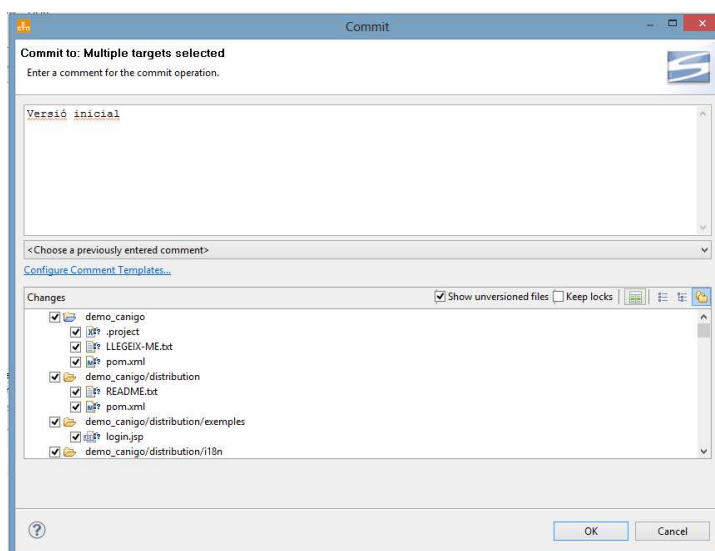 Commit
Commit to: Multiple targets selected
Enter a comment for the commit operation.
Versió inicial
<Choose a previously entered comment>
Configure Comment Templates...
Changes
Show unversioned files
Keep locks
demo_canigo
.project
LLEGEIX-ME.txt
pom.xml
demo_canigo/distribution
README.txt
pom.xml
demo_canigo/distribution/exemples
login.jsp
demo_canigo/distribution/i18n
OK
Cancel